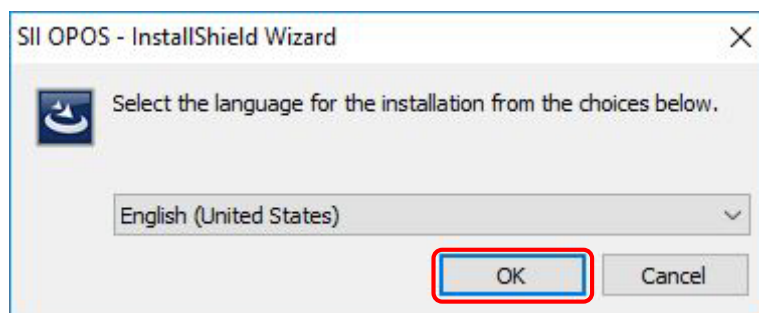 SII OPOS - InstallShield Wizard
Select the language for the installation from the choices below.
English (United States)
OK
Cancel